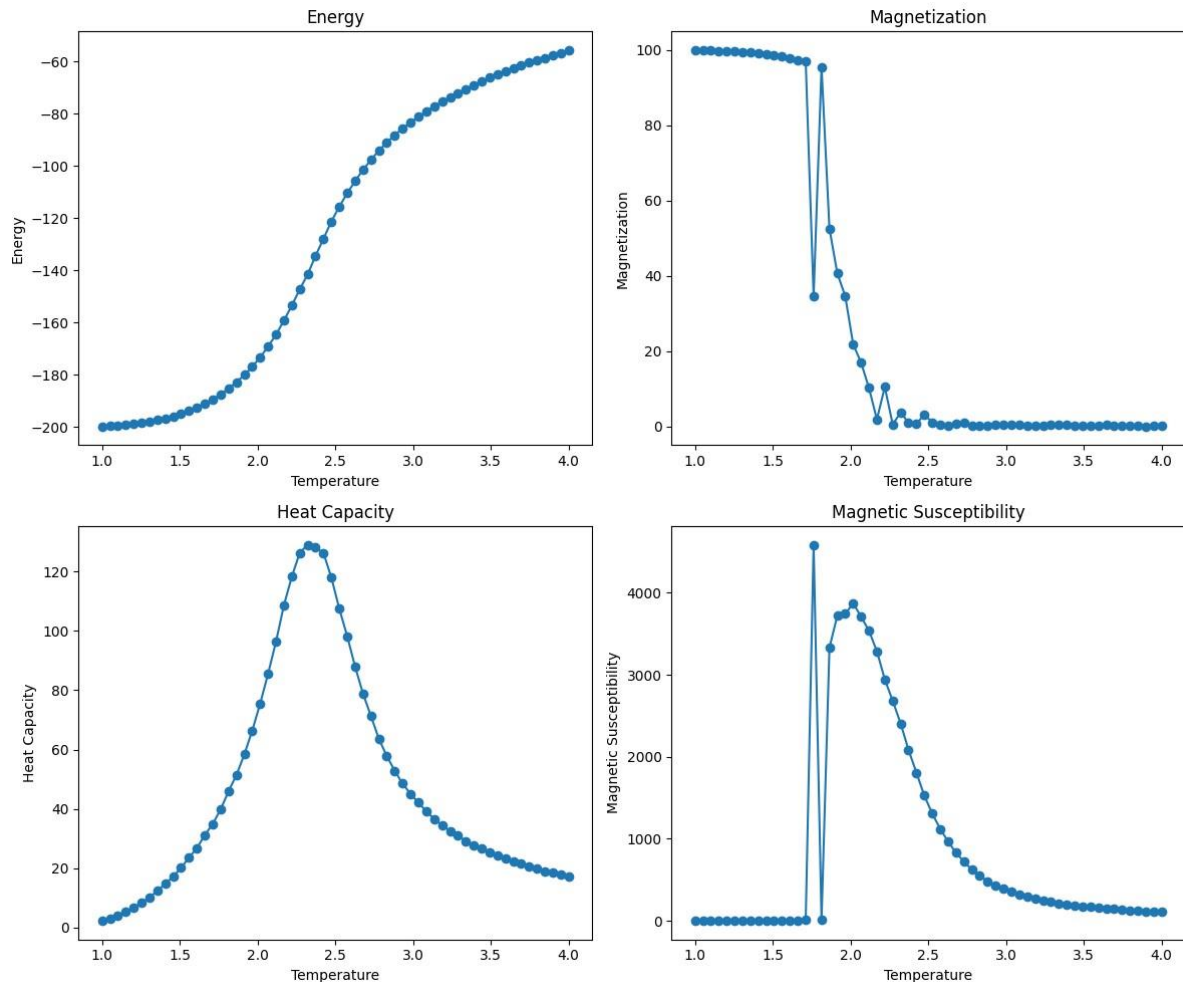 Energy
Energy
−60
−80
−100
−120
−140
−160
−180
−200
1.0 1.5 2.0 2.5 3.0 3.5 4.0
Temperature
Magnetization
Magnetization
100
80
60
40
20
0
1.0 1.5 2.0 2.5 3.0 3.5 4.0
Temperature
Heat Capacity
Heat Capacity
120
100
80
60
40
20
0
1.0 1.5 2.0 2.5 3.0 3.5 4.0
Temperature
Magnetic Susceptibility
Magnetic Susceptibility
4000
3000
2000
1000
0
1.0 1.5 2.0 2.5 3.0 3.5 4.0
Temperature